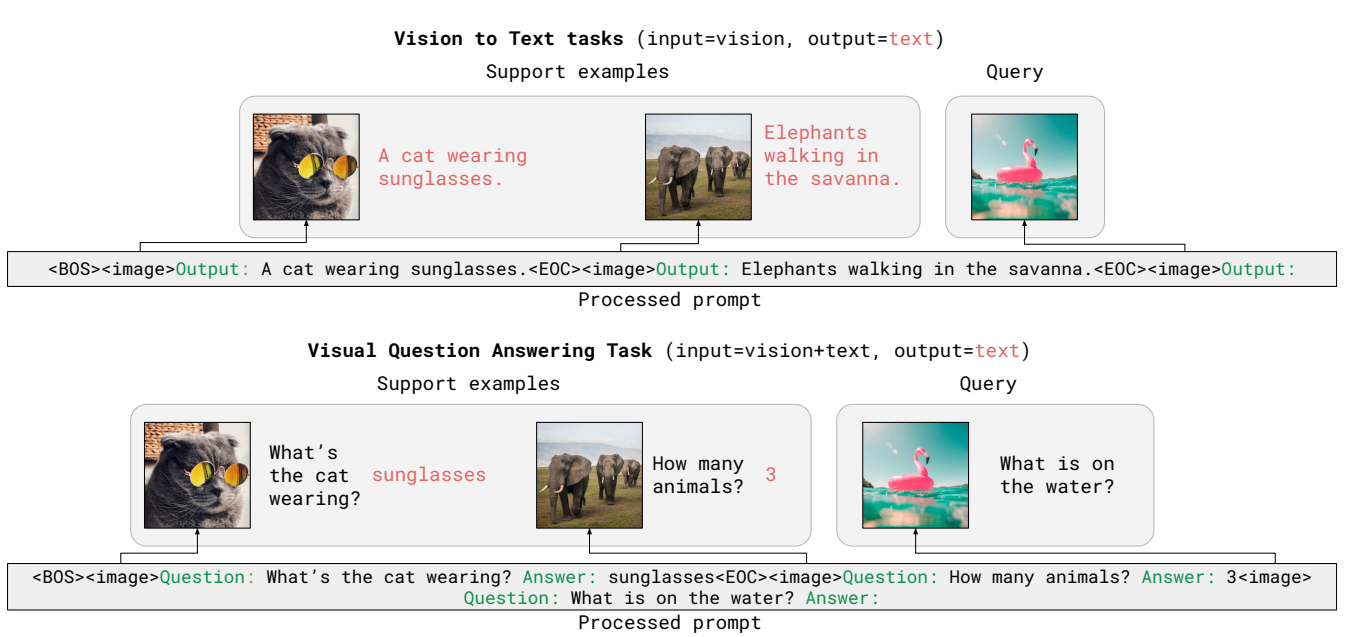 Vision to Text tasks (input=vision, output=text)
Support examples
Query
A cat wearing
sunglasses.
Elephants
walking in
the savanna.
<BOS><image>Output: A cat wearing sunglasses.<EOC><image>Output: Elephants walking in the savanna.<EOC><image>Output:
Processed prompt
Visual Question Answering Task (input=vision+text, output=text)
Support examples
Query
What’s
the cat
wearing?
sunglasses
How many
animals?
3
What is on
the water?
<BOS><image>Question: What’s the cat wearing? Answer: sunglasses<EOC><image>Question: How many animals? Answer: 3<image>
Question: What is on the water? Answer:
Processed prompt